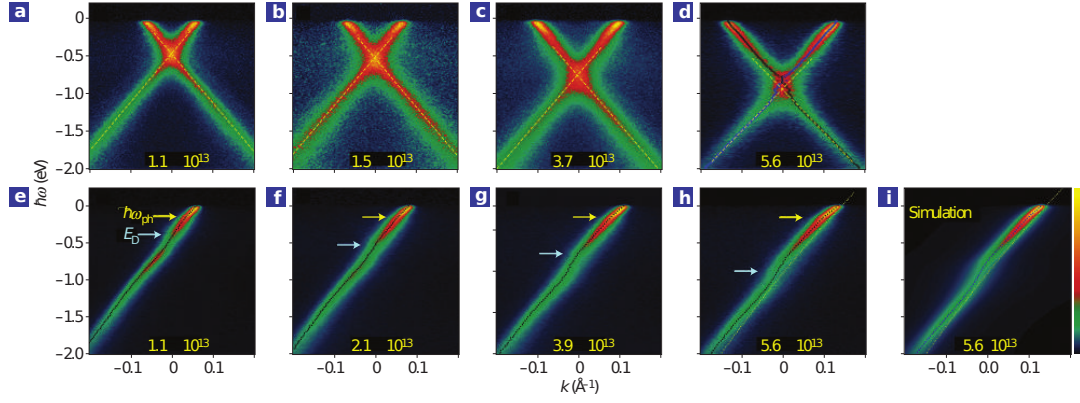 a b c d
0
−0.5
−1.0
−1.5
−2.0
1.1 10¹³ 1.5 10¹³ 3.7 10¹³ 5.6 10¹³
ħω (eV)
e f g h i
0
−0.5
−1.0
−1.5
−2.0
ħω_ph
E_D
Simulation
1.1 10¹³ 2.1 10¹³ 3.9 10¹³ 5.6 10¹³ 5.6 10¹³
−0.1 0 0.1 −0.1 0 0.1 −0.1 0 0.1 −0.1 0 0.1 −0.1 0 0.1
k (Å⁻¹)